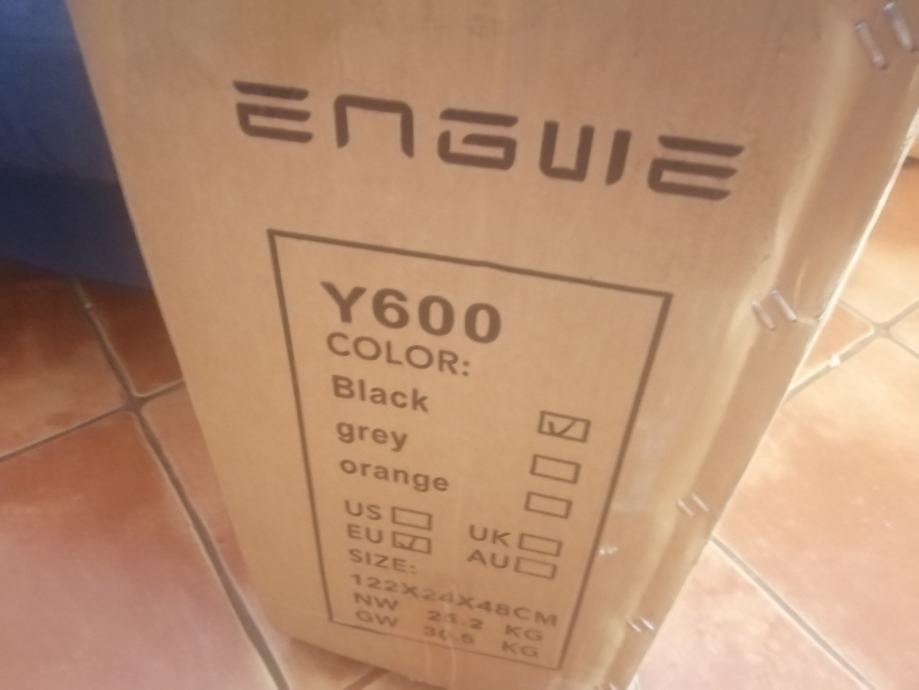 ENGWE
Y600
COLOR:
Black
grey
orange
US UK
EU AU
SIZE:
122X24X48CM
NW KG
GW KG